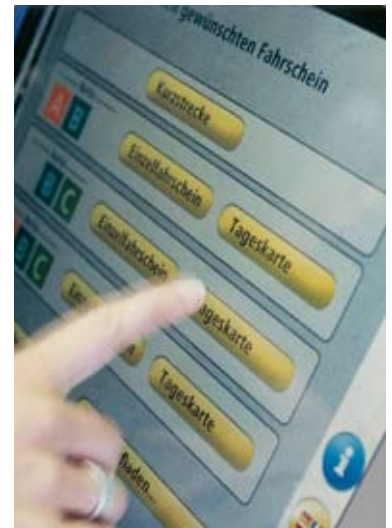 gewünschten Fahrschein
Kurzstrecke
A B
Einzelfahrschein Tageskarte
B C
Einzelfahrschein Tageskarte
B C
Tageskarte
i